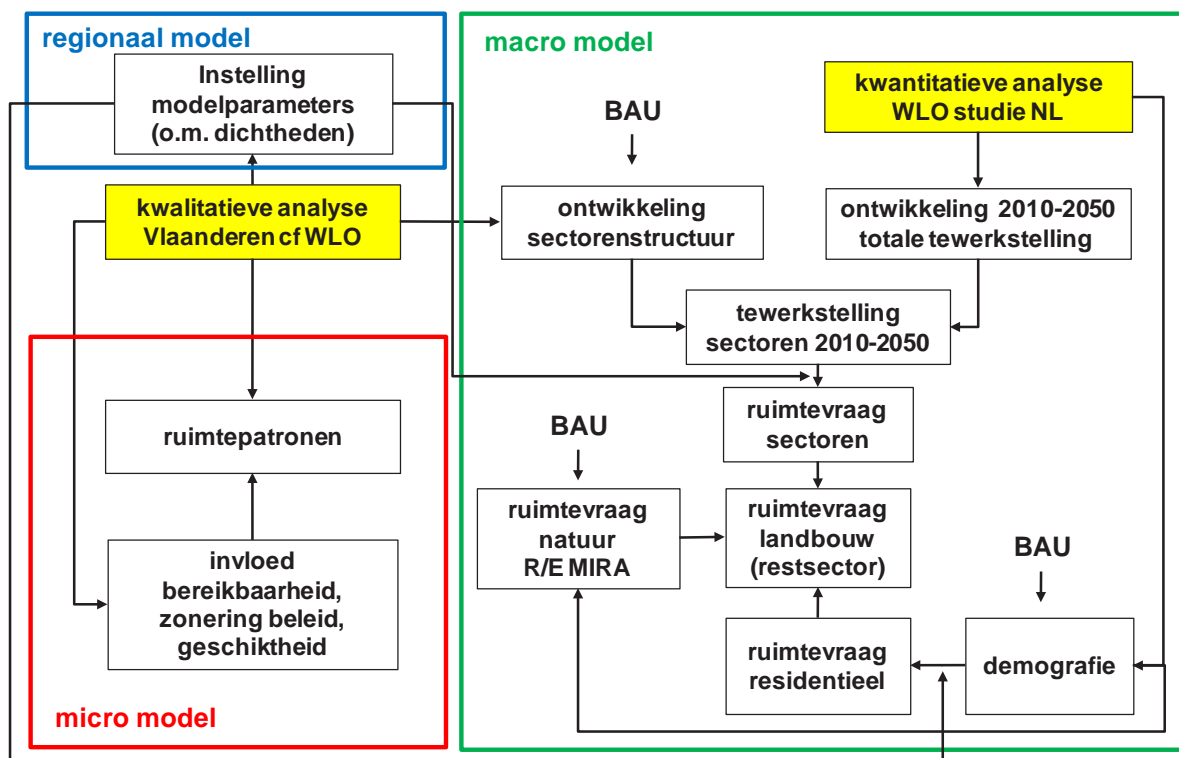 regionaal model
Instelling
modelparameters
(o.m. dichtheden)
kwalitatieve analyse
Vlaanderen cf WLO
ruimtepatronen
invloed
bereikbaarheid,
zonering beleid,
geschiktheid
micro model
macro model
BAU
kwantitatieve analyse
WLO studie NL
ontwikkeling
sectorenstructuur
ontwikkeling 2010-2050
totale tewerkstelling
tewerkstelling
sectoren 2010-2050
ruimtevraag
sectoren
BAU
ruimtevraag
natuur
R/E MIRA
ruimtevraag
landbouw
(restsector)
BAU
ruimtevraag
residentieel
demografie